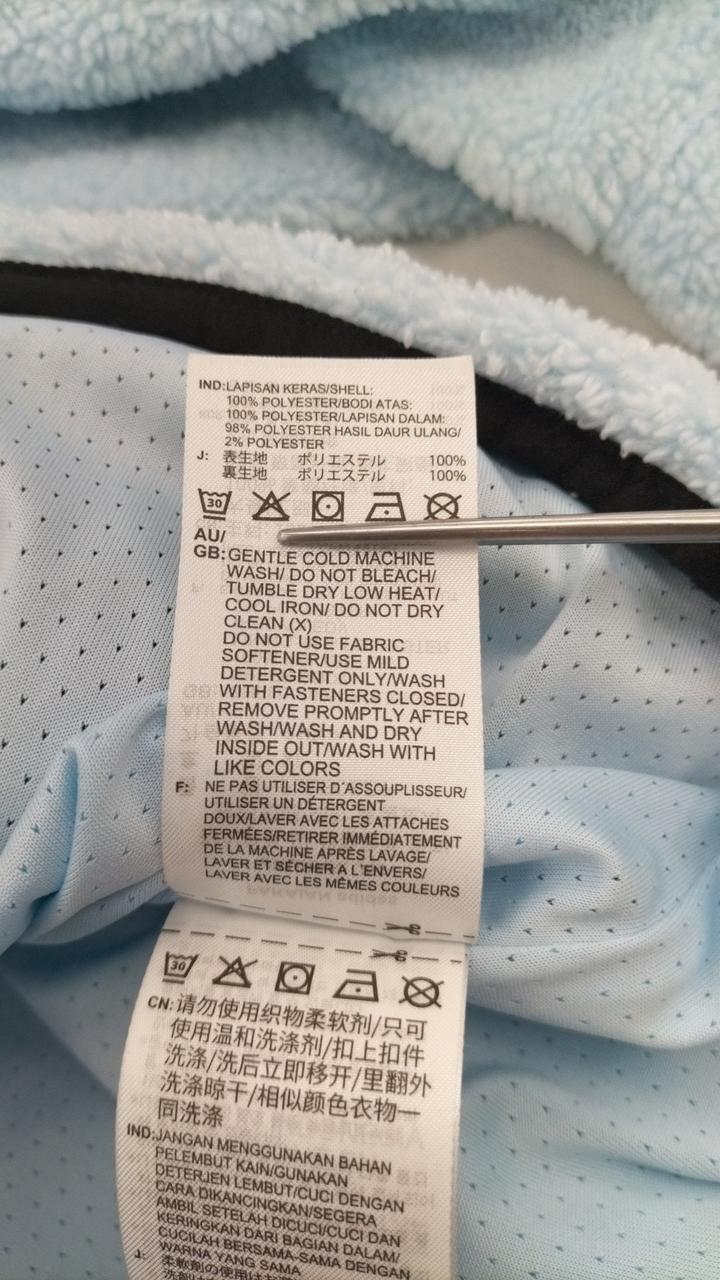 IND:LAPISAN KERAS/SHELL:
100% POLYESTER/BODI ATAS:
100% POLYESTER/LAPISAN DALAM:
98% POLYESTER HASIL DAUR ULANG/
2% POLYESTER
J: 表生地 ポリエステル 100%
裏生地 ポリエステル 100%
30
AU/
GB:GENTLE COLD MACHINE
WASH/ DO NOT BLEACH/
TUMBLE DRY LOW HEAT/
COOL IRON/ DO NOT DRY
CLEAN (X)
DO NOT USE FABRIC
SOFTENER/USE MILD
DETERGENT ONLY/WASH
WITH FASTENERS CLOSED/
REMOVE PROMPTLY AFTER
WASH/WASH AND DRY
INSIDE OUT/WASH WITH
LIKE COLORS
F: NE PAS UTILISER D'ASSOUPLISSEUR/
UTILISER UN DÉTERGENT
DOUX/LAVER AVEC LES ATTACHES
FERMÉES/RETIRER IMMÉDIATEMENT
DE LA MACHINE APRÈS LAVAGE/
LAVER ET SÉCHER A L'ENVERS/
LAVER AVEC LES MÊMES COULEURS
30
CN:请勿使用织物柔软剂/只可
使用温和洗涤剂/扣上扣件
洗涤/洗后立即移开/里翻外
洗涤晾干/相似颜色衣物一
同洗涤
IND:JANGAN MENGGUNAKAN BAHAN
PELEMBUT KAIN/GUNAKAN
DETERJEN LEMBUT/CUCI DENGAN
CARA DIKANCINGKAN/SEGERA
AMBIL SETELAH DICUCI/CUCI DAN
KERINGKAN DARI BAGIAN DALAM/
CUCILAH BERSAMA-SAMA DENGAN
WARNA YANG SAMA
J: 柔軟剤の使用はお